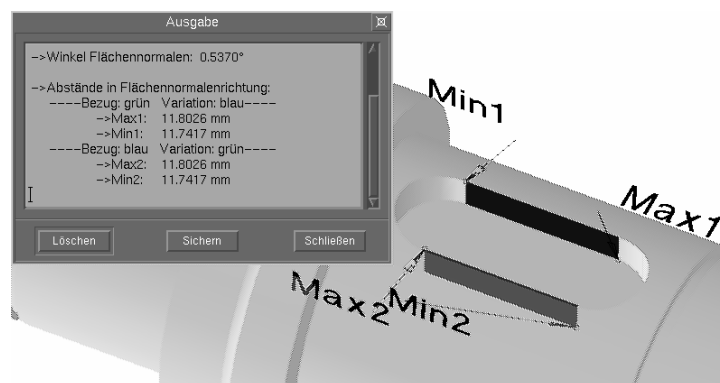 Ausgabe
->Winkel Flächennormalen: 0.5370°
->Abstände in Flächennormalenrichtung:
----Bezug: grün Variation: blau----
->Max1: 11.8026 mm
->Min1: 11.7417 mm
----Bezug: blau Variation: grün----
->Max2: 11.8026 mm
->Min2: 11.7417 mm
Löschen Sichern Schließen
Min1
Max1
Max2 Min2